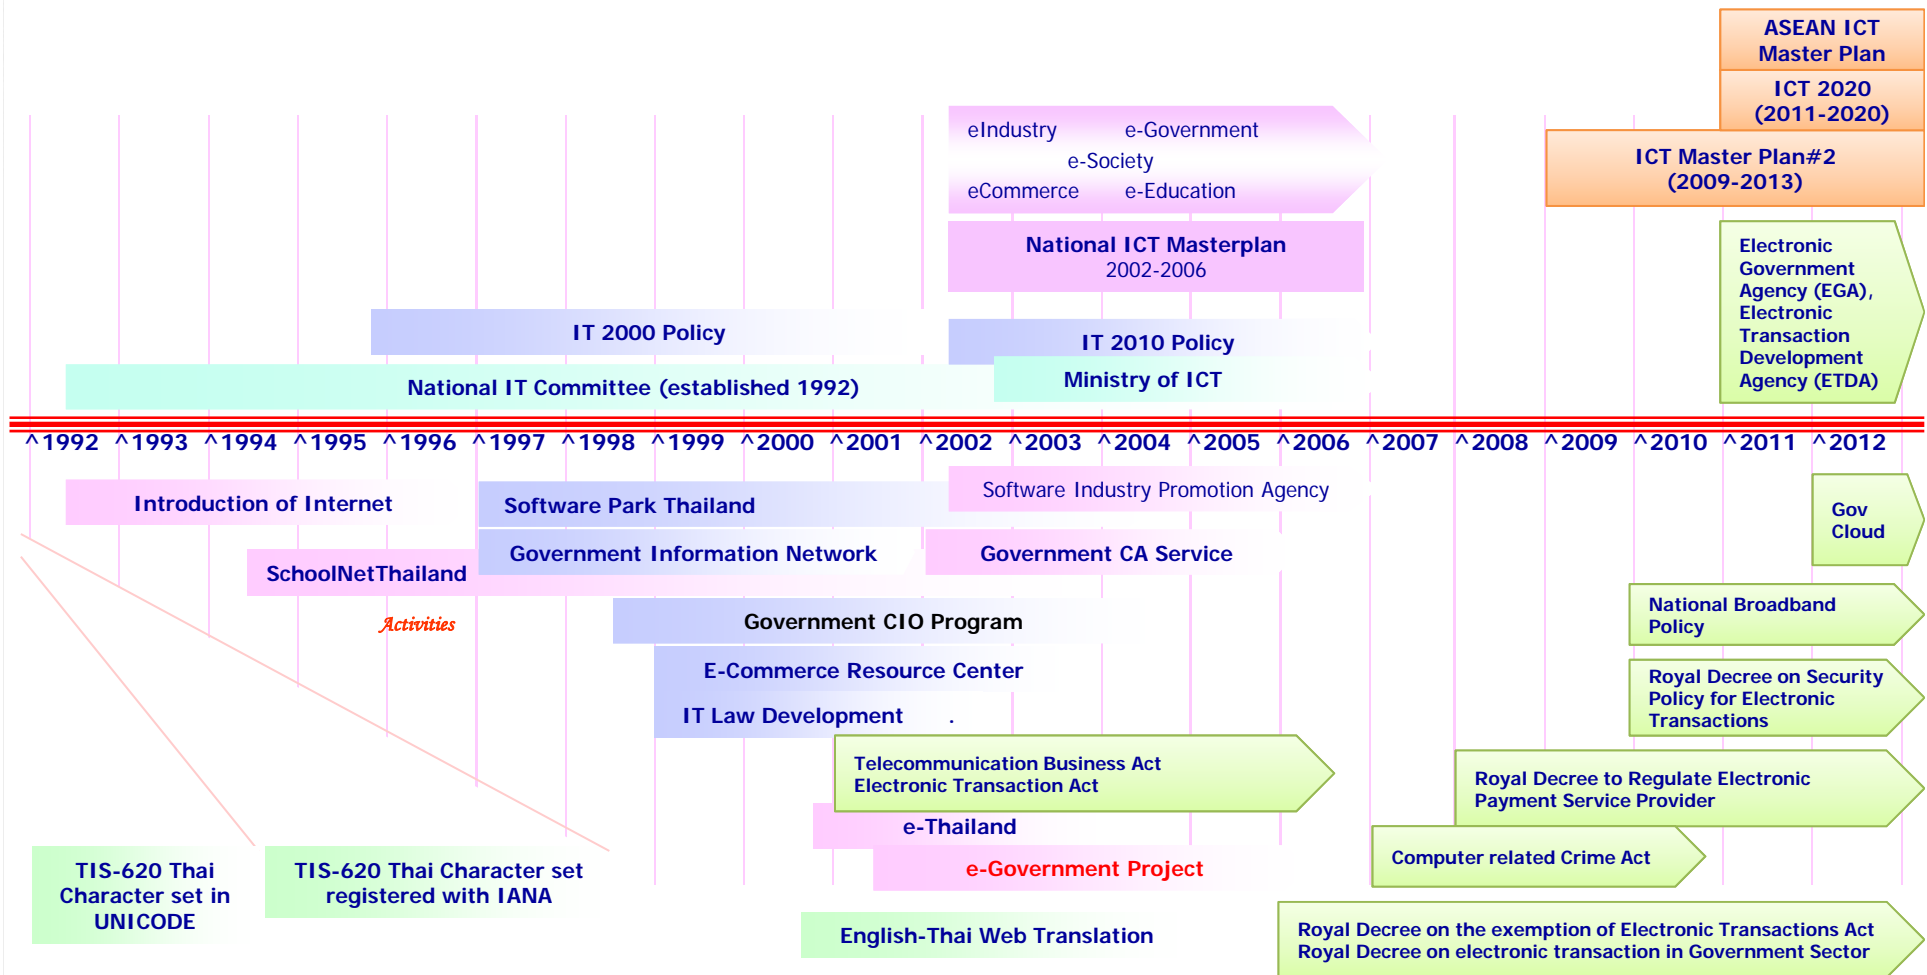 ASEAN ICT
Master Plan
ICT 2020
(2011-2020)
ICT Master Plan#2
(2009-2013)
eIndustry e-Government
e-Society
eCommerce e-Education
National ICT Masterplan
2002-2006
Electronic
Government
Agency (EGA),
Electronic
Transaction
Development
Agency (ETDA)
IT 2000 Policy
IT 2010 Policy
National IT Committee (established 1992)
Ministry of ICT
^1992 ^1993 ^1994 ^1995 ^1996 ^1997 ^1998 ^1999 ^2000 ^2001 ^2002 ^2003 ^2004 ^2005 ^2006 ^2007 ^2008 ^2009 ^2010 ^2011 ^2012
Introduction of Internet
Software Park Thailand
Software Industry Promotion Agency
Gov
Cloud
Government Information Network
Government CA Service
SchoolNetThailand
Activities
Government CIO Program
National Broadband
Policy
E-Commerce Resource Center
IT Law Development .
Royal Decree on Security
Policy for Electronic
Transactions
Telecommunication Business Act
Electronic Transaction Act
Royal Decree to Regulate Electronic
Payment Service Provider
e-Thailand
e-Government Project
Computer related Crime Act
TIS-620 Thai
Character set in
UNICODE
TIS-620 Thai Character set
registered with IANA
English-Thai Web Translation
Royal Decree on the exemption of Electronic Transactions Act
Royal Decree on electronic transaction in Government Sector